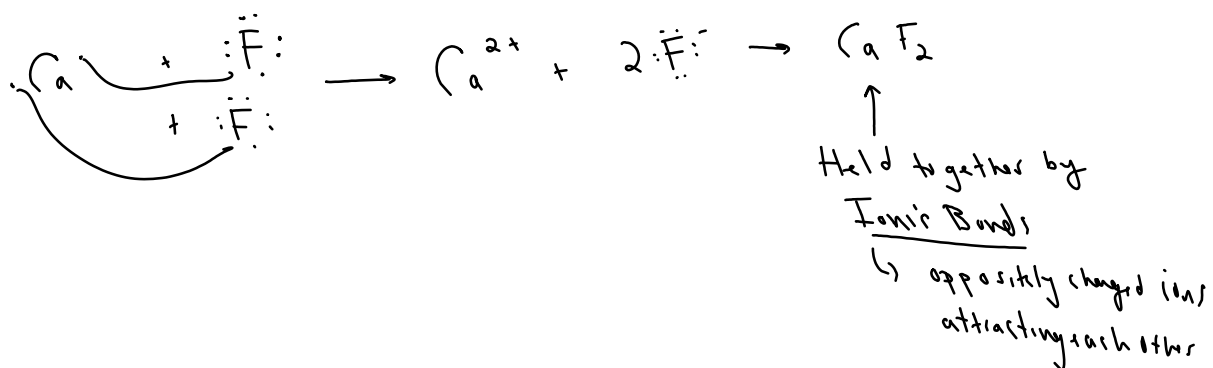 Ca + :F: ⟶ Ca²⁺ + 2 :F:⁻ ⟶ CaF₂
+ :F:
Held together by
Ionic Bonds
↳ oppositely charged ions
attracting each other